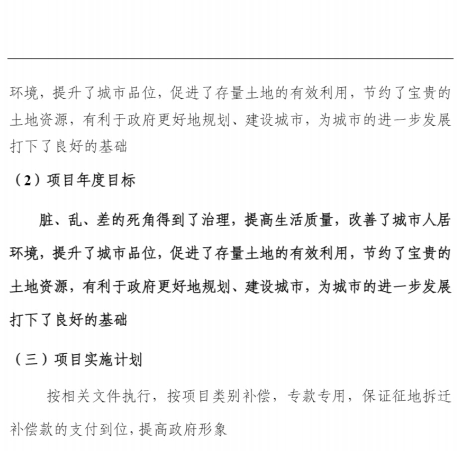 环境，提升了城市品位，促进了存量土地的有效利用，节约了宝贵的
土地资源，有利于政府更好地规划、建设城市，为城市的进一步发展
打下了良好的基础
（2）项目年度目标
脏、乱、差的死角得到了治理，提高生活质量，改善了城市人居
环境，提升了城市品位，促进了存量土地的有效利用，节约了宝贵的
土地资源，有利于政府更好地规划、建设城市，为城市的进一步发展
打下了良好的基础
（三）项目实施计划
按相关文件执行，按项目类别补偿，专款专用，保证征地拆迁
补偿款的支付到位，提高政府形象